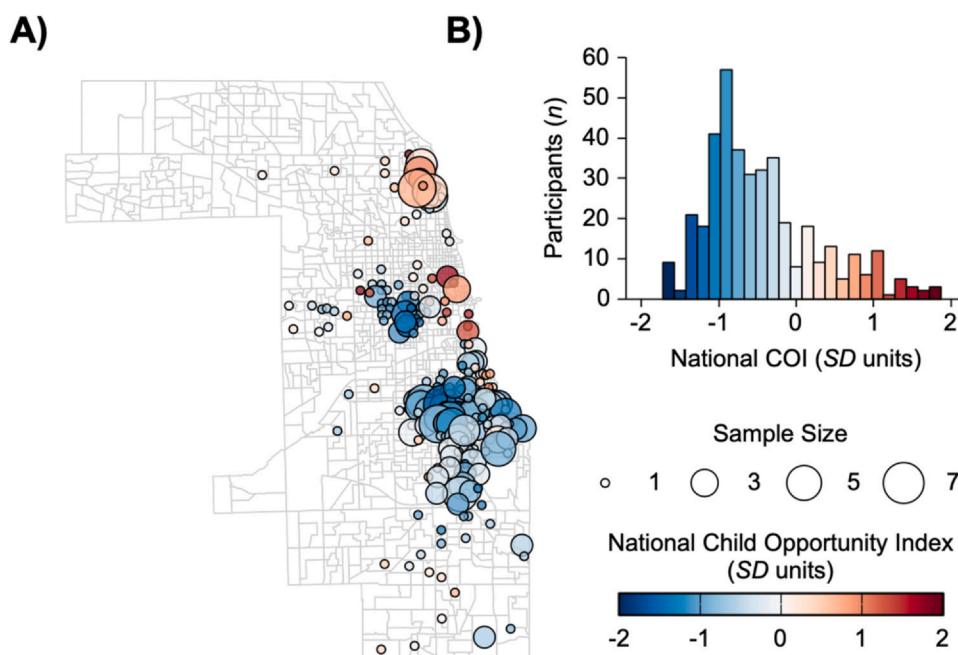 A)
B)
60
50
40
30
20
10
0
Participants (n)
-2 -1 0 1 2
National COI (SD units)
Sample Size
1 3 5 7
National Child Opportunity Index
(SD units)
-2 -1 0 1 2